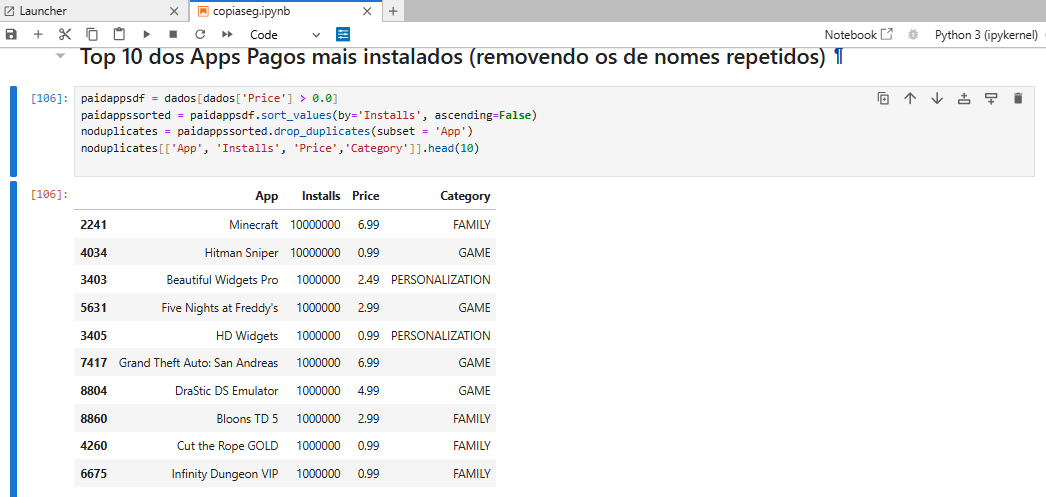 Launcher
copiaseg.ipynb
Code
Notebook
Python 3 (ipykernel)
Top 10 dos Apps Pagos mais instalados (removendo os de nomes repetidos) ¶
[106]:
paidappsdf = dados[dados['Price'] > 0.0]
paidappssorted = paidappsdf.sort_values(by='Installs', ascending=False)
noduplicates = paidappssorted.drop_duplicates(subset = 'App')
noduplicates[['App', 'Installs', 'Price','Category']].head(10)
[106]:
App Installs Price Category
2241 Minecraft 10000000 6.99 FAMILY
4034 Hitman Sniper 10000000 0.99 GAME
3403 Beautiful Widgets Pro 1000000 2.49 PERSONALIZATION
5631 Five Nights at Freddy's 1000000 2.99 GAME
3405 HD Widgets 1000000 0.99 PERSONALIZATION
7417 Grand Theft Auto: San Andreas 1000000 6.99 GAME
8804 DraStic DS Emulator 1000000 4.99 GAME
8860 Bloons TD 5 1000000 2.99 FAMILY
4260 Cut the Rope GOLD 1000000 0.99 FAMILY
6675 Infinity Dungeon VIP 1000000 0.99 FAMILY